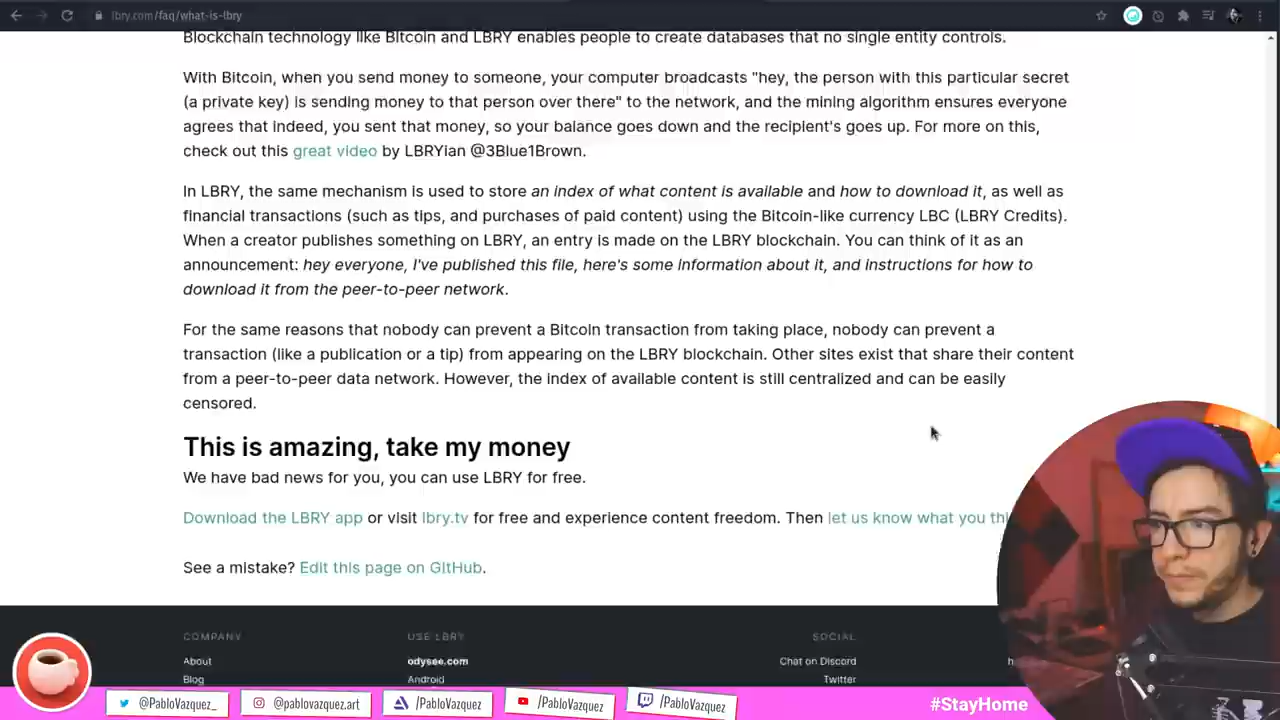 lbry.com/faq/what-is-lbry
Blockchain technology like Bitcoin and LBRY enables people to create databases that no single entity controls.
With Bitcoin, when you send money to someone, your computer broadcasts "hey, the person with this particular secret
(a private key) is sending money to that person over there" to the network, and the mining algorithm ensures everyone
agrees that indeed, you sent that money, so your balance goes down and the recipient's goes up. For more on this,
check out this great video by LBRYian @3Blue1Brown.
In LBRY, the same mechanism is used to store an index of what content is available and how to download it, as well as
financial transactions (such as tips, and purchases of paid content) using the Bitcoin-like currency LBC (LBRY Credits).
When a creator publishes something on LBRY, an entry is made on the LBRY blockchain. You can think of it as an
announcement: hey everyone, I've published this file, here's some information about it, and instructions for how to
download it from the peer-to-peer network.
For the same reasons that nobody can prevent a Bitcoin transaction from taking place, nobody can prevent a
transaction (like a publication or a tip) from appearing on the LBRY blockchain. Other sites exist that share their content
from a peer-to-peer data network. However, the index of available content is still centralized and can be easily
censored.
This is amazing, take my money
We have bad news for you, you can use LBRY for free.
Download the LBRY app or visit lbry.tv for free and experience content freedom. Then let us know what you
See a mistake? Edit this page on GitHub.
COMPANY USE LBRY SOCIAL
About odysee.com Chat on Discord
Blog Android Twitter
@PabloVazquez_ @pablovazquez.art /PabloVazquez /PabloVazquez /PabloVazquez #StayHome